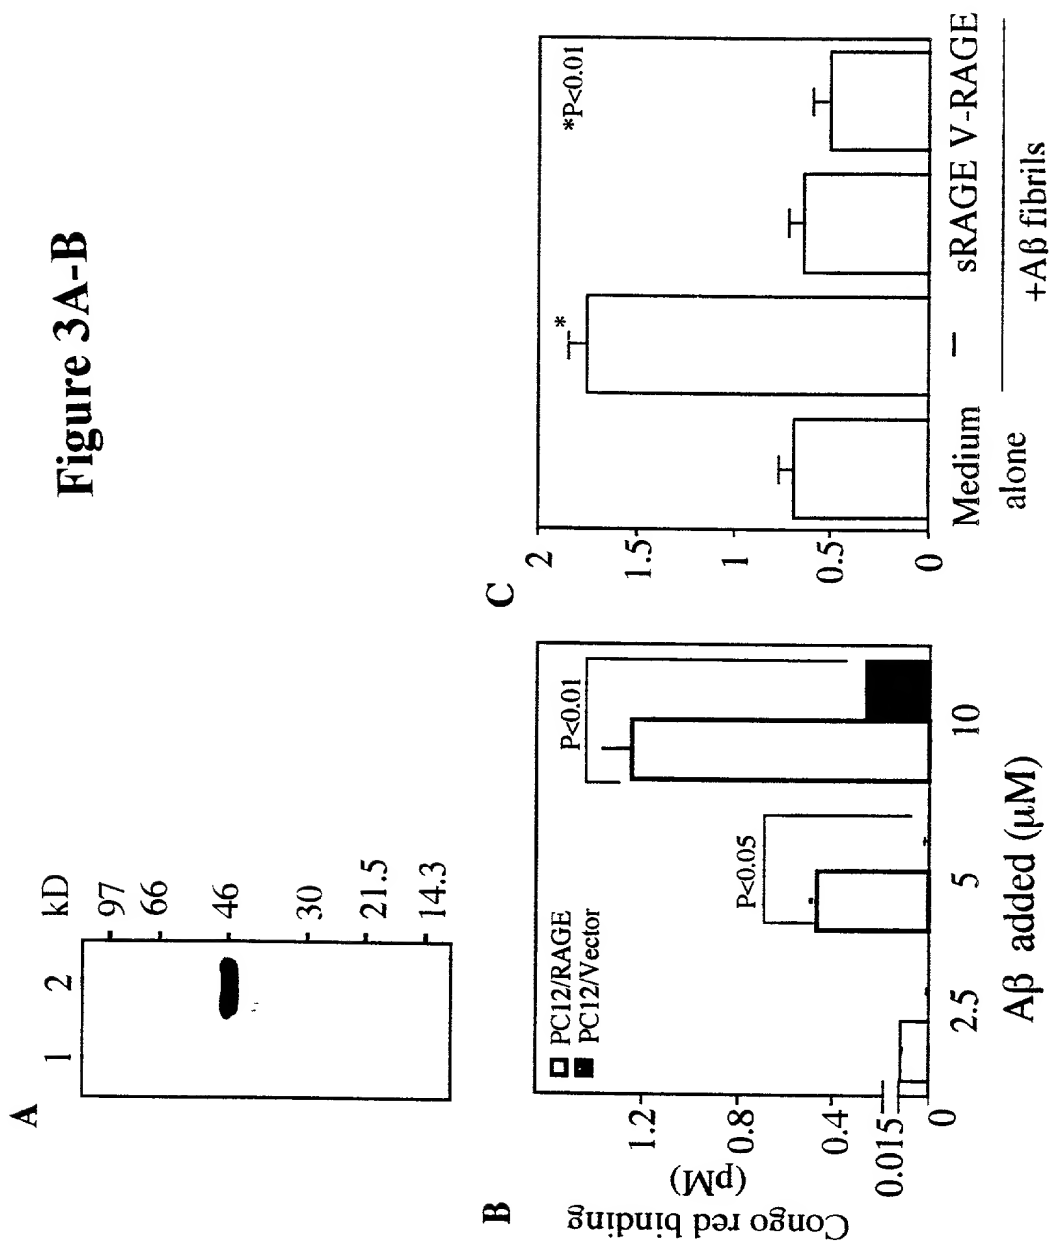 Figure 3A-B
A
1 2 kD
97
66
46
30
21.5
14.3
B
Congo red binding
(pM)
1.2
0.8
0.4
0.015
0
PC12/RAGE
PC12/Vector
P<0.05
P<0.01
2.5 5 10
Aβ added (μM)
C
2
1.5
1
0.5
0
*P<0.01
*
Medium
alone
– sRAGE V-RAGE
+Aβ fibrils